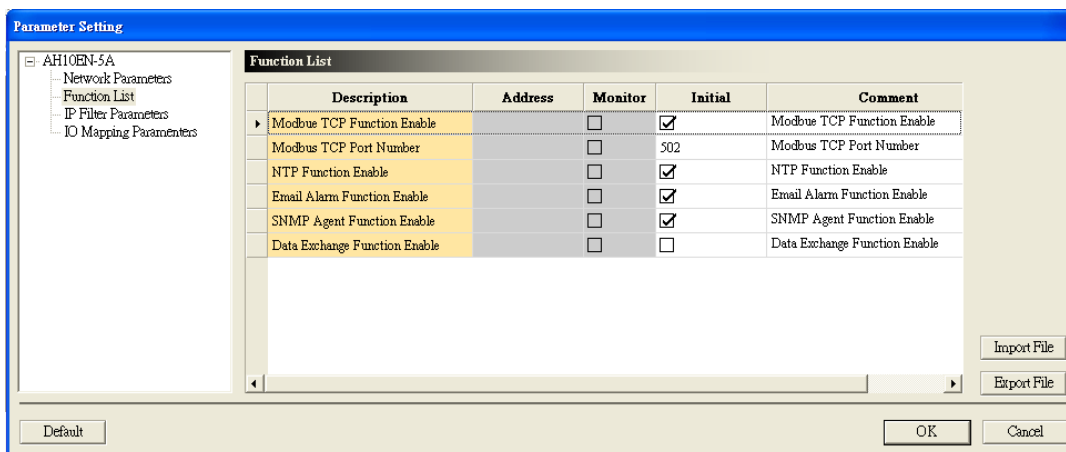 Parameter Setting
AH10EN-5A
Network Parameters
Function List
IP Filter Parameters
IO Mapping Paramenters
Function List
Description Address Monitor Initial Comment
Modbue TCP Function Enable Modbue TCP Function Enable
Modbus TCP Port Number 502 Modbus TCP Port Number
NTP Function Enable NTP Function Enable
Email Alarm Function Enable Email Alarm Function Enable
SNMP Agent Function Enable SNMP Agent Function Enable
Data Exchange Function Enable Data Exchange Function Enable
Import File
Export File
Default OK Cancel